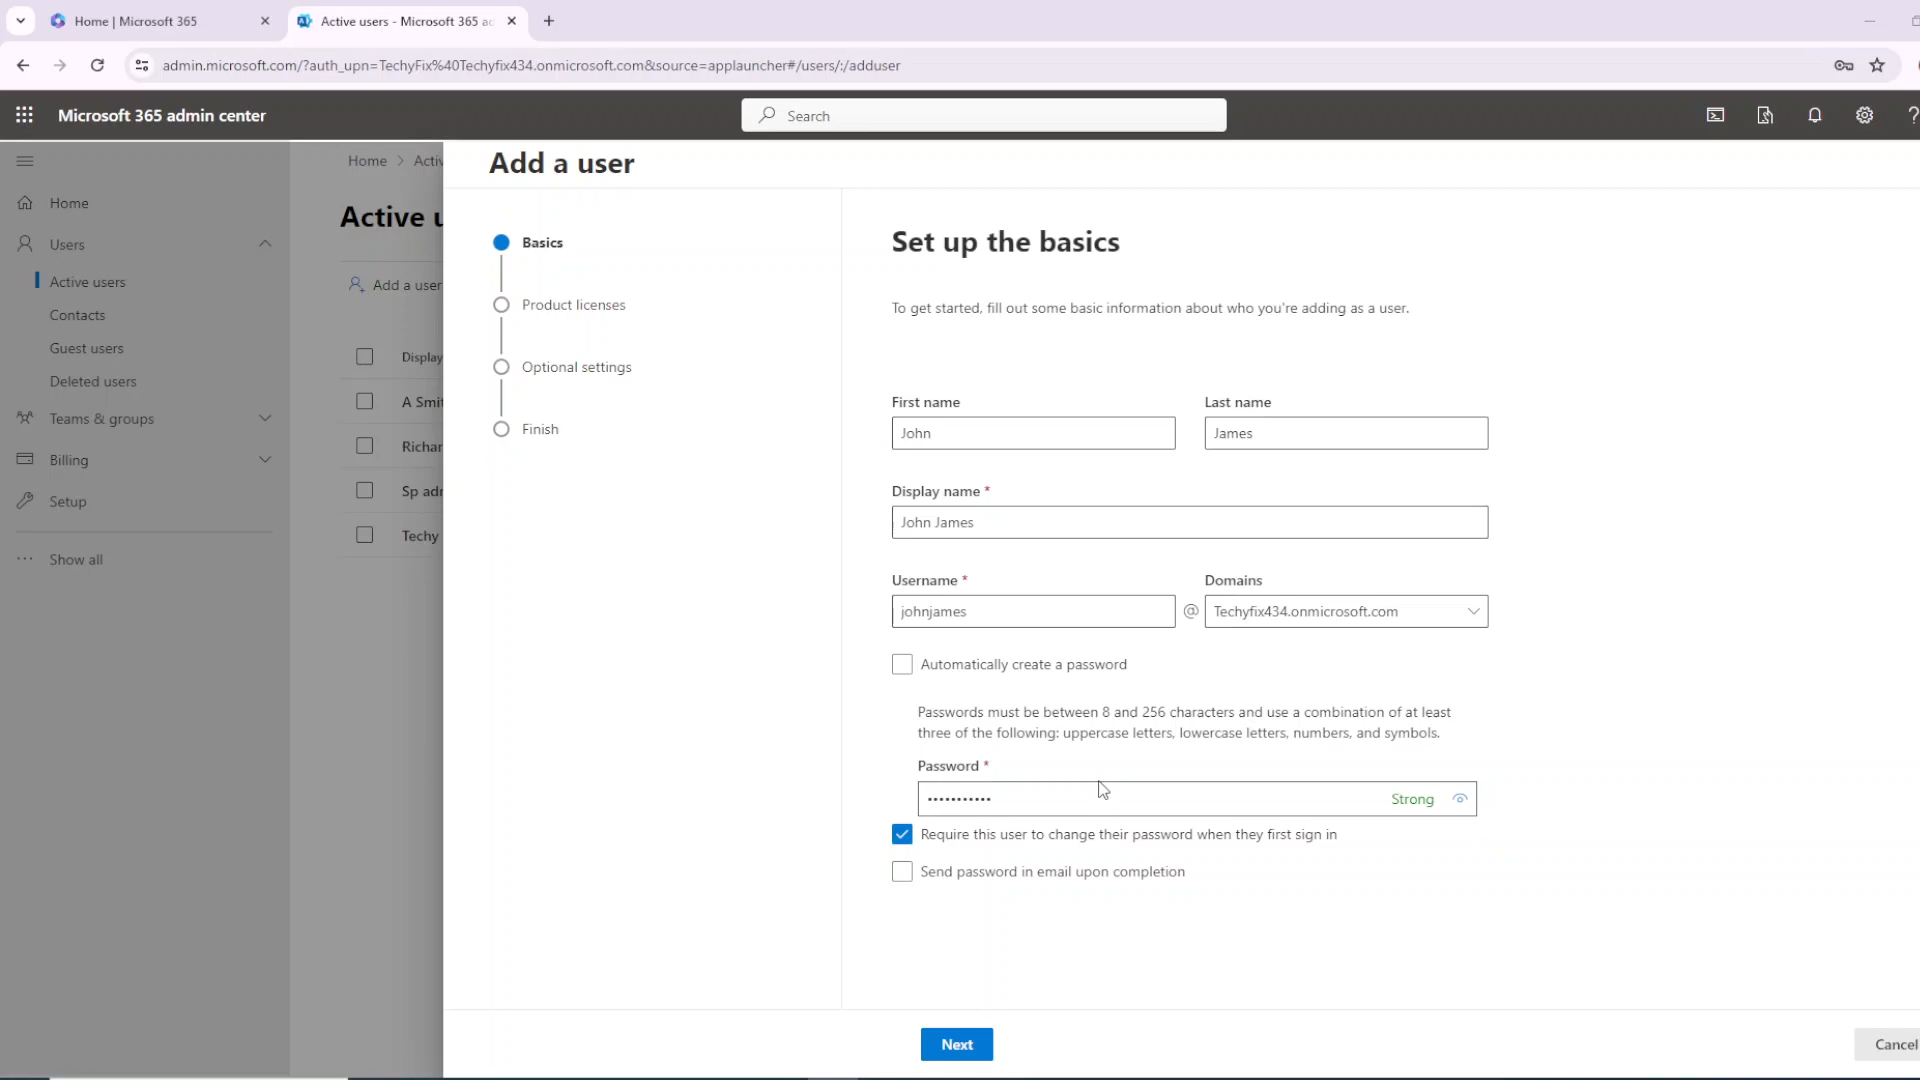 Home | Microsoft 365
Active users - Microsoft 365 ad
admin.microsoft.com/?auth_upn=TechyFix%40Techyfix434.onmicrosoft.com&source=applauncher#/users/:/adduser
Microsoft 365 admin center
Search
?
Home
Users
Active users
Contacts
Guest users
Deleted users
Teams & groups
Billing
Setup
Show all
Home > Activ
Active u
Add a user
Display
A Smit
Richar
Sp adm
Techy
Add a user
Basics
Product licenses
Optional settings
Finish
Set up the basics
To get started, fill out some basic information about who you're adding as a user.
First name
Last name
John
James
Display name *
John James
Username *
Domains
johnjames @ Techyfix434.onmicrosoft.com
Automatically create a password
Passwords must be between 8 and 256 characters and use a combination of at least
three of the following: uppercase letters, lowercase letters, numbers, and symbols.
Password *
••••••••••• Strong
Require this user to change their password when they first sign in
Send password in email upon completion
Next
Cancel